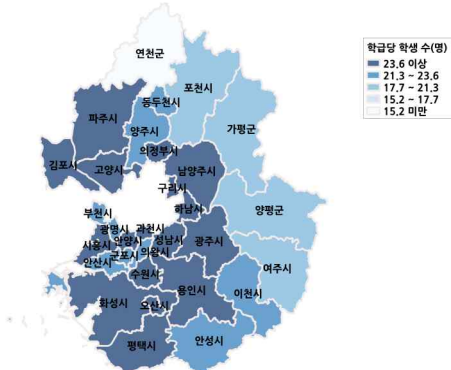 학급당 학생 수(명)
23.6 이상
21.3 ~ 23.6
17.7 ~ 21.3
15.2 ~ 17.7
15.2 미만
연천군
포천시
동두천시
파주시
양주시
가평군
의정부시
김포시
고양시
남양주시
구리시
하남시
부천시
양평군
광명시
과천시
시흥시
안양시
성남시
광주시
군포시
의왕시
안산시
여주시
수원시
용인시
이천시
화성시
오산시
평택시
안성시